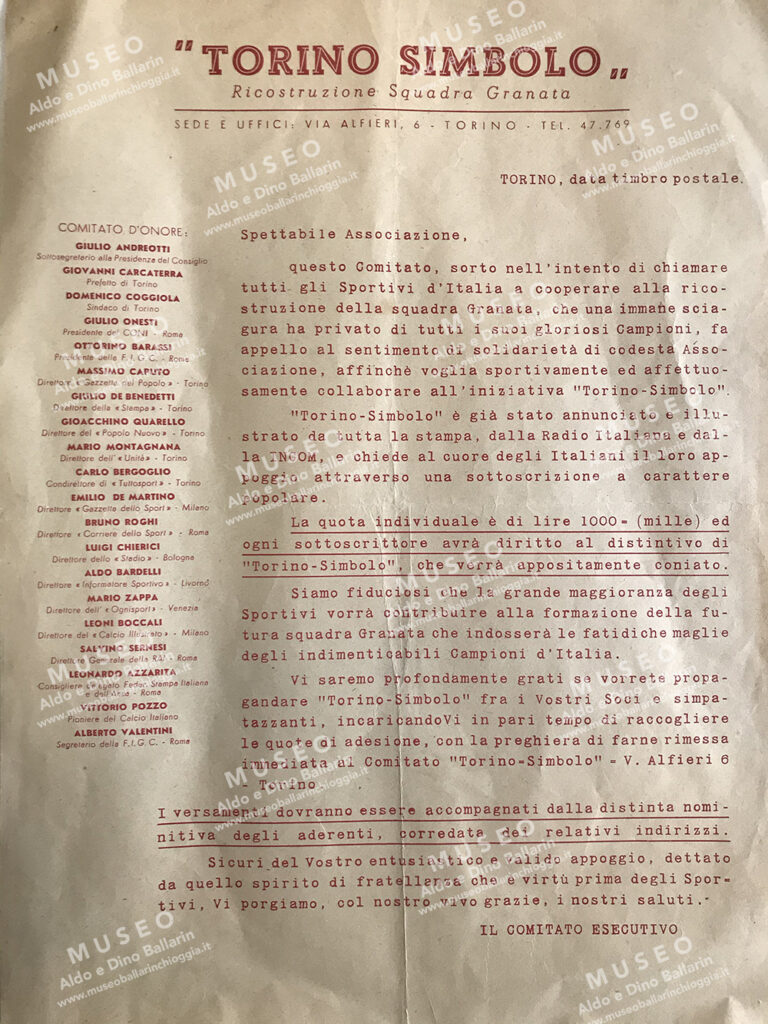 "TORINO SIMBOLO„
Ricostruzione Squadra Granata
SEDE E UFFICI: VIA ALFIERI, 6 - TORINO - TEL. 47.769
TORINO, data timbro postale.
COMITATO D'ONORE:
GIULIO ANDREOTTI
Sottosegretario alla Presidenza del Consiglio
GIOVANNI CARCATERRA
Prefetto di Torino
DOMENICO COGGIOLA
Sindaco di Torino
GIULIO ONESTI
Presidente del CONI - Roma
OTTORINO BARASSI
Presidente della F.I.G.C. - Roma
MASSIMO CAPUTO
Direttore «Gazzetta del Popolo» - Torino
GIULIO DE BENEDETTI
Direttore della «Stampa» - Torino
GIOACCHINO QUARELLO
Direttore del «Popolo Nuovo» - Torino
MARIO MONTAGNANA
Direttore dell' «Unità» - Torino
CARLO BERGOGLIO
Condirettore di «Tuttosport» - Torino
EMILIO DE MARTINO
Direttore «Gazzetta dello Sport» - Milano
BRUNO ROGHI
Direttore «Corriere dello Sport» - Roma
LUIGI CHIERICI
Direttore dello «Stadio» - Bologna
ALDO BARDELLI
Direttore «Informatore Sportivo» - Livorno
MARIO ZAPPA
Direttore dell' «Ognisport» - Venezia
LEONI BOCCALI
Direttore del «Calcio Illustrato» - Milano
SALVINO SERNESI
Direttore Generale della RAI - Roma
LEONARDO AZZARITA
Consigliere delegato Feder. Stampa Italiana
e dell'Ansa - Roma
VITTORIO POZZO
Pioniere del Calcio Italiano
ALBERTO VALENTINI
Segretario della F.I.G.C. - Roma
Spettabile Associazione,
questo Comitato, sorto nell'intento di chiamare
tutti gli Sportivi d'Italia a cooperare alla rico-
struzione della squadra Granata, che una immane scia-
gura ha privato di tutti i suoi gloriosi Campioni, fa
appello al sentimento di solidarietà di codesta Asso-
ciazione, affinchè voglia sportivamente ed affettuo-
samente collaborare all'iniziativa "Torino-Simbolo".
"Torino-Simbolo" è già stato annunciato e illu-
strato da tutta la stampa, dalla Radio Italiana e dal-
la INCOM, e chiede al cuore degli Italiani il loro ap-
poggio attraverso una sottoscrizione a carattere
popolare.
La quota individuale è di lire 1000= (mille) ed
ogni sottoscrittore avrà diritto al distintivo di
"Torino-Simbolo", che verrà appositamente coniato.
Siamo fiduciosi che la grande maggioranza degli
Sportivi vorrà contribuire alla formazione della fu-
tura squadra Granata che indosserà le fatidiche maglie
degli indimenticabili Campioni d'Italia.
Vi saremo profondamente grati se vorrete propa-
gandare "Torino-Simbolo" fra i Vostri Soci e simpa-
tazzanti, incaricandoVi in pari tempo di raccogliere
le quote di adesione, con la preghiera di farne rimessa
immediata al Comitato "Torino=Simbolo" = V. Alfieri 6
- Torino.
I versamenti dovranno essere accompagnati dalla distinta nomi-
nitiva degli aderenti, corredata dei relativi indirizzi.
Sicuri del Vostro entusiastico e valido appoggio, dettato
da quello spirito di fratellanza che è virtù prima degli Spor-
tivi, Vi porgiamo, col nostro vivo grazie, i nostri saluti.-
IL COMITATO ESECUTIVO
MUSEO
Aldo e Dino Ballarin
www.museoballarinchioggia.it